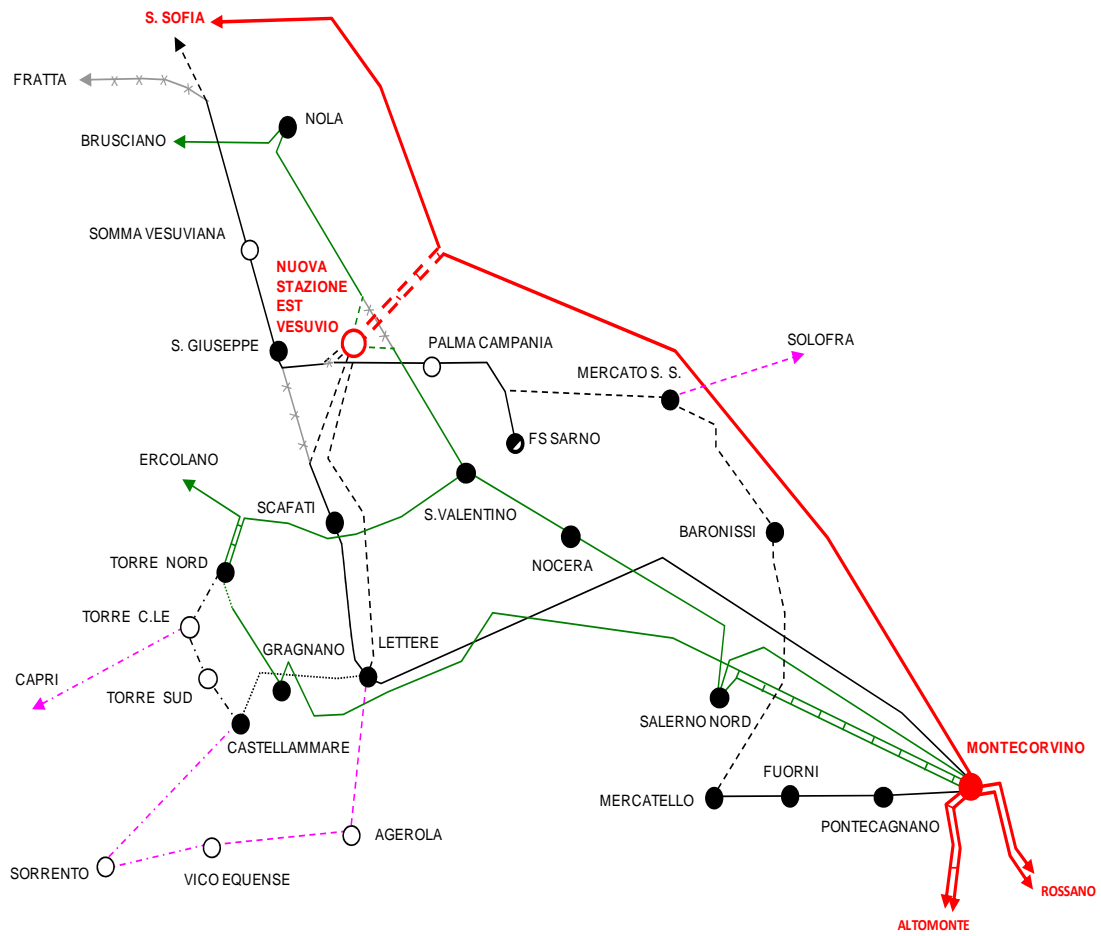 S. SOFIA
FRATTA
NOLA
BRUSCIANO
SOMMA VESUVIANA
NUOVA
STAZIONE
EST
VESUVIO
S. GIUSEPPE
PALMA CAMPANIA
SOLOFRA
MERCATO S. S.
FS SARNO
ERCOLANO
SCAFATI
S.VALENTINO
BARONISSI
NOCERA
TORRE NORD
TORRE C.LE
LETTERE
GRAGNANO
CAPRI
TORRE SUD
SALERNO NORD
CASTELLAMMARE
MONTECORVINO
FUORNI
MERCATELLO
PONTECAGNANO
AGEROLA
SORRENTO
VICO EQUENSE
ROSSANO
ALTOMONTE